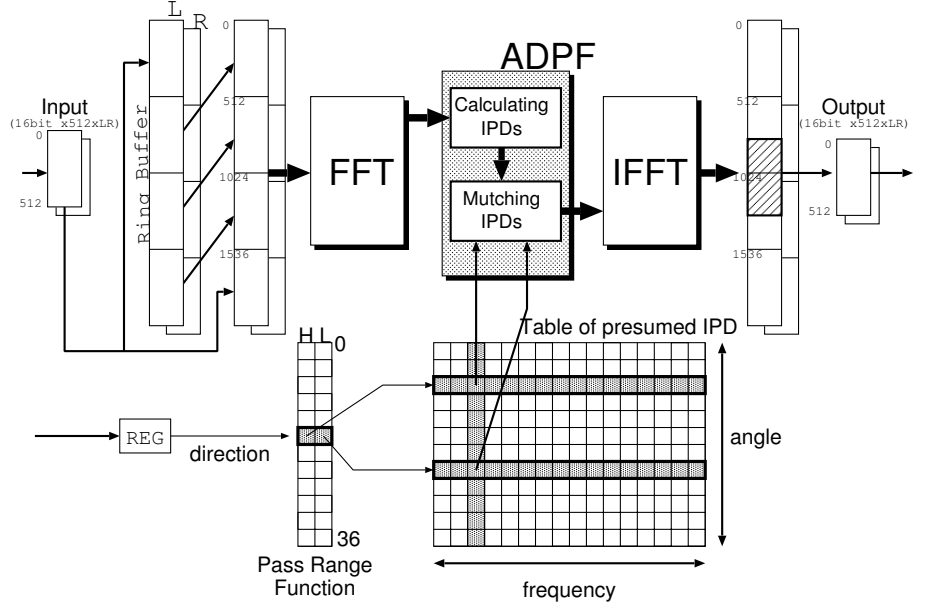 L
R
Input
(16bit x512xLR)
0
512
Ring Buffer
0
512
1024
1536
FFT
ADPF
Calculating
IPDs
Mutching
IPDs
IFFT
0
512
1024
1536
Output
(16bit x512xLR)
0
512
REG
direction
H L
0
36
Pass Range
Function
Table of presumed IPD
angle
frequency